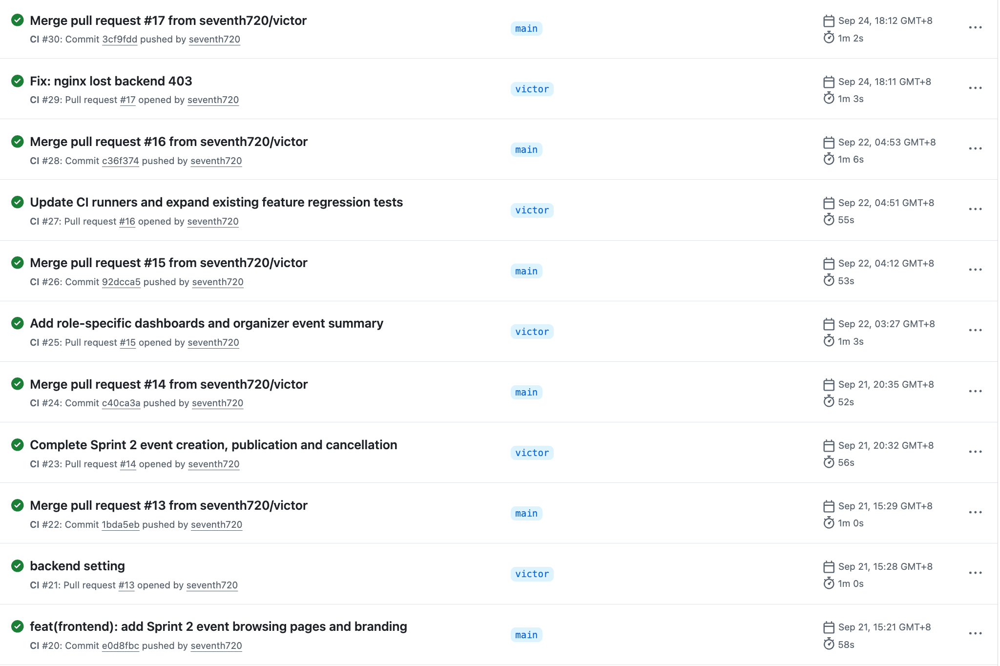 Merge pull request #17 from seventh720/victor
CI #30: Commit 3cf9fdd pushed by seventh720
main
Sep 24, 18:12 GMT+8
1m 2s
Fix: nginx lost backend 403
CI #29: Pull request #17 opened by seventh720
victor
Sep 24, 18:11 GMT+8
1m 3s
Merge pull request #16 from seventh720/victor
CI #28: Commit c36f374 pushed by seventh720
main
Sep 22, 04:53 GMT+8
1m 6s
Update CI runners and expand existing feature regression tests
CI #27: Pull request #16 opened by seventh720
victor
Sep 22, 04:51 GMT+8
55s
Merge pull request #15 from seventh720/victor
CI #26: Commit 92dcca5 pushed by seventh720
main
Sep 22, 04:12 GMT+8
53s
Add role-specific dashboards and organizer event summary
CI #25: Pull request #15 opened by seventh720
victor
Sep 22, 03:27 GMT+8
1m 3s
Merge pull request #14 from seventh720/victor
CI #24: Commit c40ca3a pushed by seventh720
main
Sep 21, 20:35 GMT+8
52s
Complete Sprint 2 event creation, publication and cancellation
CI #23: Pull request #14 opened by seventh720
victor
Sep 21, 20:32 GMT+8
56s
Merge pull request #13 from seventh720/victor
CI #22: Commit 1bda5eb pushed by seventh720
main
Sep 21, 15:29 GMT+8
1m 0s
backend setting
CI #21: Pull request #13 opened by seventh720
victor
Sep 21, 15:28 GMT+8
1m 0s
feat(frontend): add Sprint 2 event browsing pages and branding
CI #20: Commit e0d8fbc pushed by seventh720
main
Sep 21, 15:21 GMT+8
58s